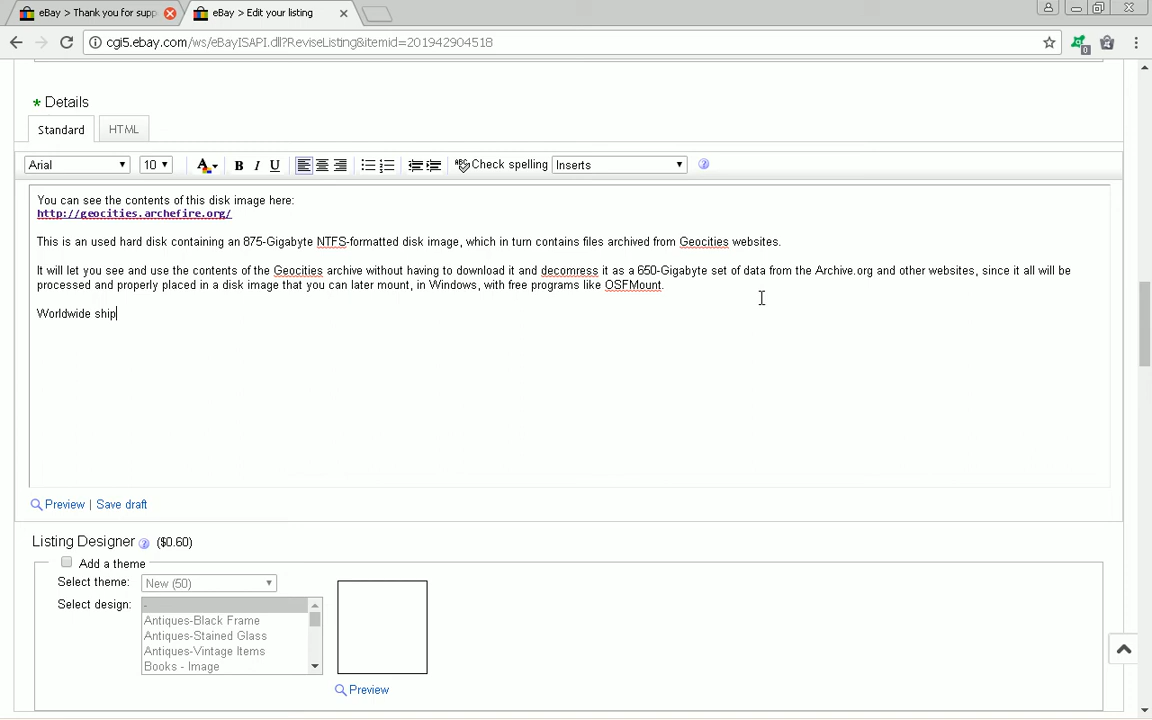 eBay > Thank you for supp
eBay > Edit your listing
cgi5.ebay.com/ws/eBayISAPI.dll?ReviseListing&itemid=201942904518
0
* Details
Standard HTML
Arial 10 A B I U ABC Check spelling Inserts ?
You can see the contents of this disk image here:
http://geocities.archefire.org/
This is an used hard disk containing an 875-Gigabyte NTFS-formatted disk image, which in turn contains files archived from Geocities websites.
It will let you see and use the contents of the Geocities archive without having to download it and decomress it as a 650-Gigabyte set of data from the Archive.org and other websites, since it all will be
processed and properly placed in a disk image that you can later mount, in Windows, with free programs like OSFMount.
Worldwide ship
Preview | Save draft
Listing Designer ? ($0.60)
Add a theme
Select theme: New (50)
Select design: -
Antiques-Black Frame
Antiques-Stained Glass
Antiques-Vintage Items
Books - Image
Preview